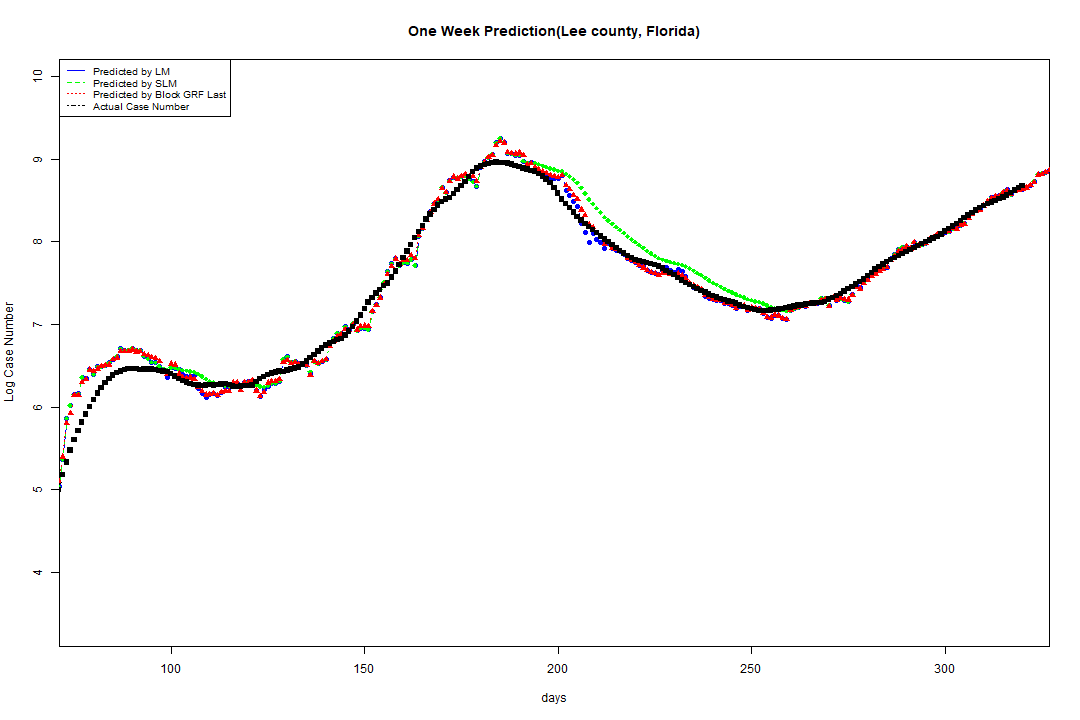 One Week Prediction(Lee county, Florida)
Predicted by LM
Predicted by SLM
Predicted by Block GRF Last
Actual Case Number
10
9
8
7
6
5
4
Log Case Number
100 150 200 250 300
days